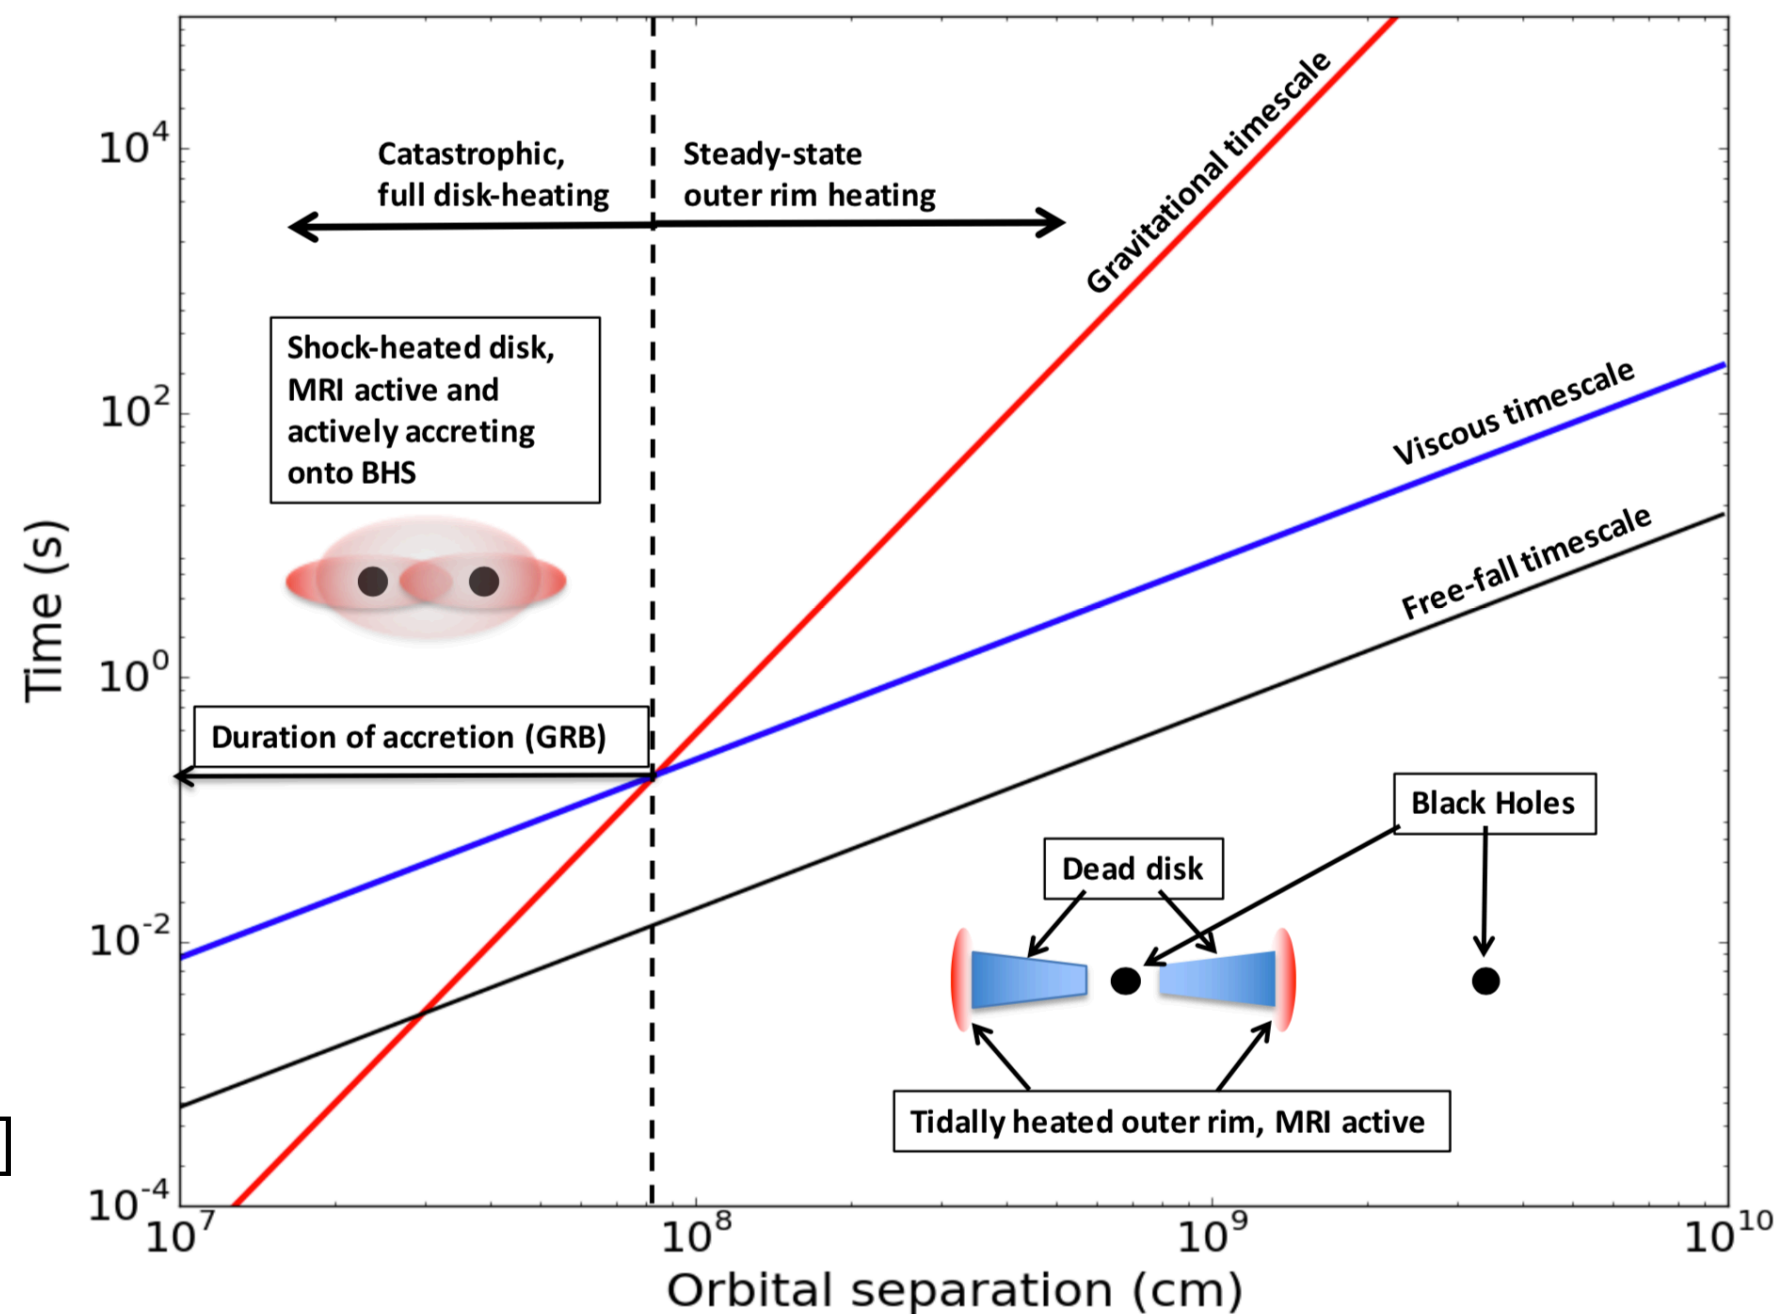 Catastrophic,
full disk-heating
Steady-state
outer rim heating
Gravitational timescale
Shock-heated disk,
MRI active and
actively accreting
onto BHS
Viscous timescale
Free-fall timescale
Duration of accretion (GRB)
Black Holes
Dead disk
Tidally heated outer rim, MRI active
Time (s)
10^4
10^2
10^0
10^-2
10^-4
10^7
10^8
10^9
10^10
Orbital separation (cm)